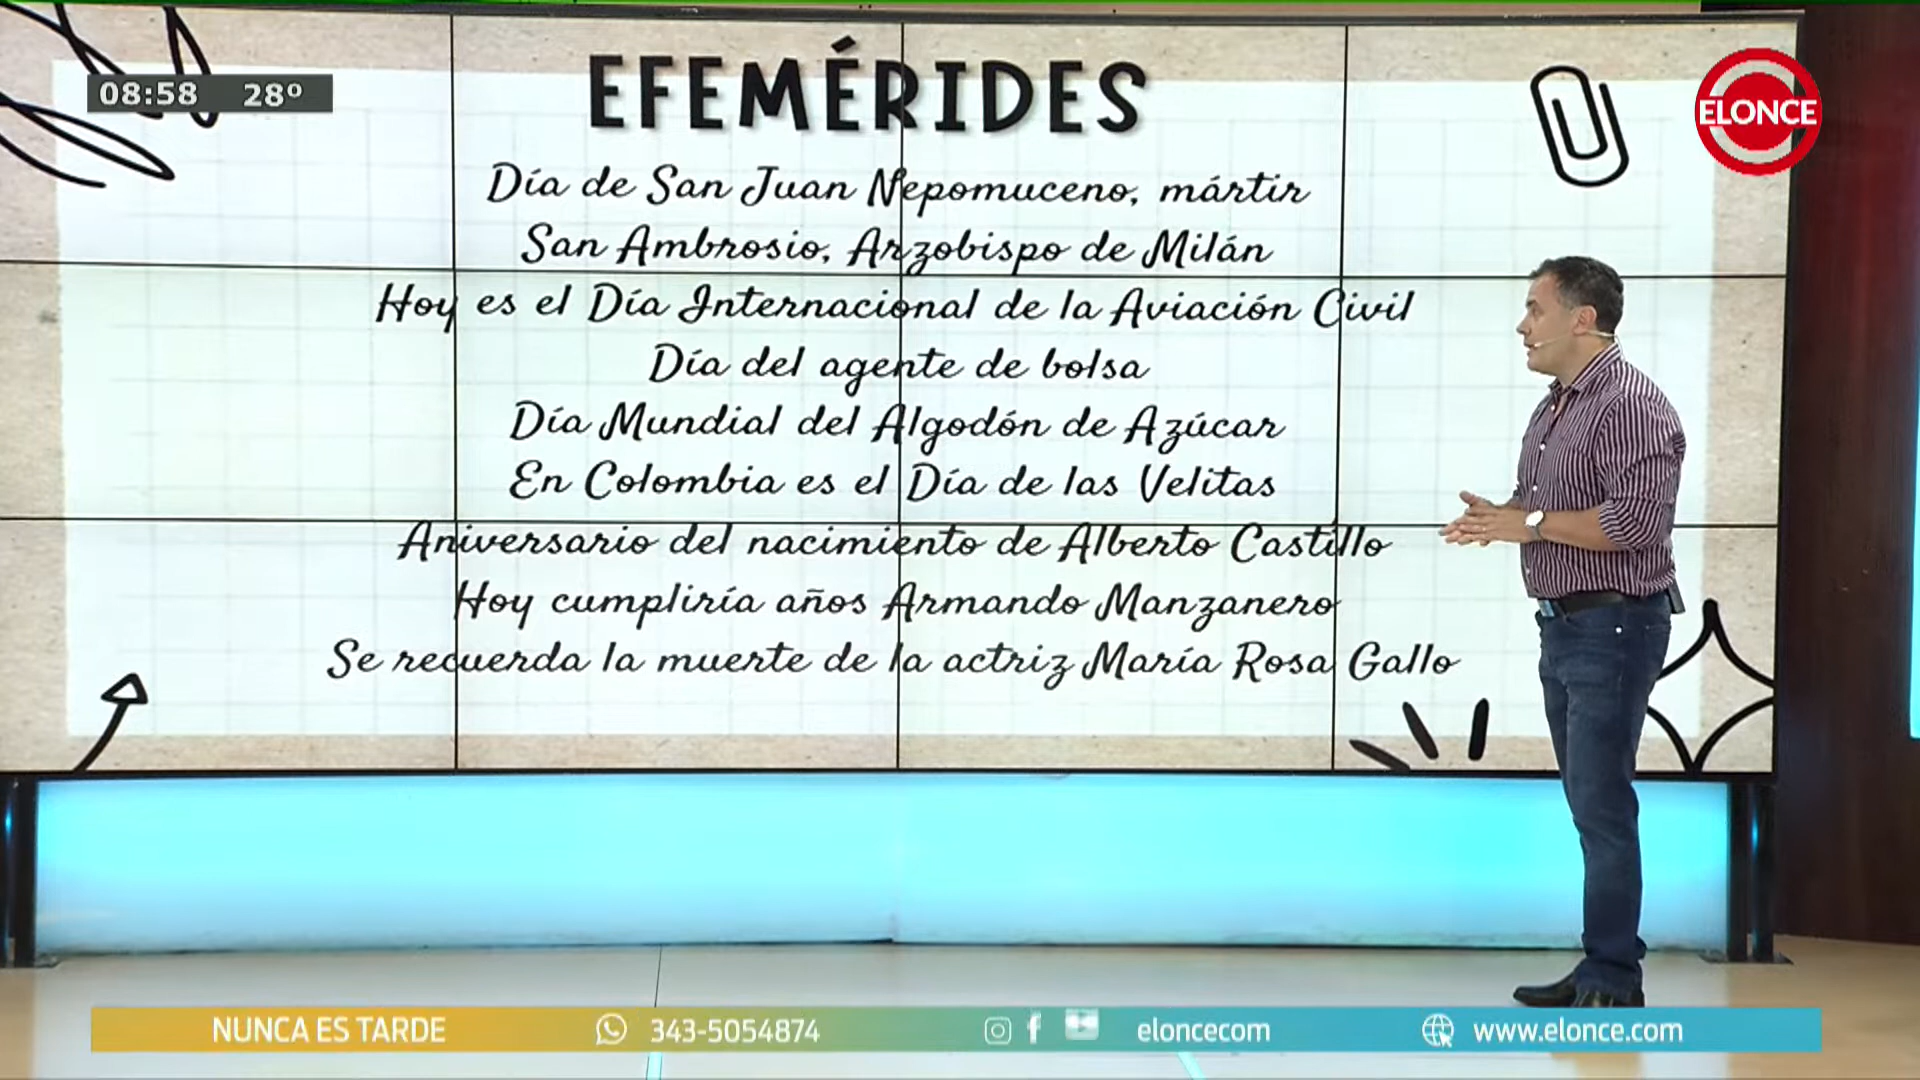 08:58 28º
EFEMÉRIDES
ELONCE
Día de San Juan Nepomuceno, mártir
San Ambrosio, Arzobispo de Milán
Hoy es el Día Internacional de la Aviación Civil
Día del agente de bolsa
Día Mundial del Algodón de Azúcar
En Colombia es el Día de las Velitas
Aniversario del nacimiento de Alberto Castillo
Hoy cumpliría años Armando Manzanero
Se recuerda la muerte de la actriz María Rosa Gallo
NUNCA ES TARDE 343-5054874 eloncecom www.elonce.com